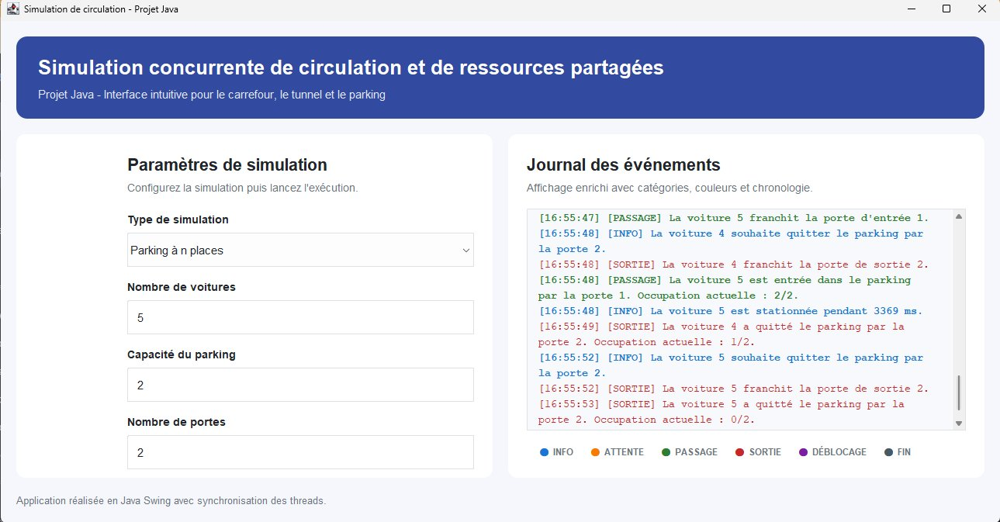 Simulation de circulation - Projet Java
Simulation concurrente de circulation et de ressources partagées
Projet Java - Interface intuitive pour le carrefour, le tunnel et le parking
Paramètres de simulation
Configurez la simulation puis lancez l'exécution.
Type de simulation
Parking à n places
Nombre de voitures
5
Capacité du parking
2
Nombre de portes
2
Journal des événements
Affichage enrichi avec catégories, couleurs et chronologie.
[16:55:47] [PASSAGE] La voiture 5 franchit la porte d'entrée 1.
[16:55:48] [INFO] La voiture 4 souhaite quitter le parking par
la porte 2.
[16:55:48] [SORTIE] La voiture 4 franchit la porte de sortie 2.
[16:55:48] [PASSAGE] La voiture 5 est entrée dans le parking
par la porte 1. Occupation actuelle : 2/2.
[16:55:48] [INFO] La voiture 5 est stationnée pendant 3369 ms.
[16:55:49] [SORTIE] La voiture 4 a quitté le parking par la
porte 2. Occupation actuelle : 1/2.
[16:55:52] [INFO] La voiture 5 souhaite quitter le parking par
la porte 2.
[16:55:52] [SORTIE] La voiture 5 franchit la porte de sortie 2.
[16:55:53] [SORTIE] La voiture 5 a quitté le parking par la
porte 2. Occupation actuelle : 0/2.
INFO ATTENTE PASSAGE SORTIE DÉBLOCAGE FIN
Application réalisée en Java Swing avec synchronisation des threads.